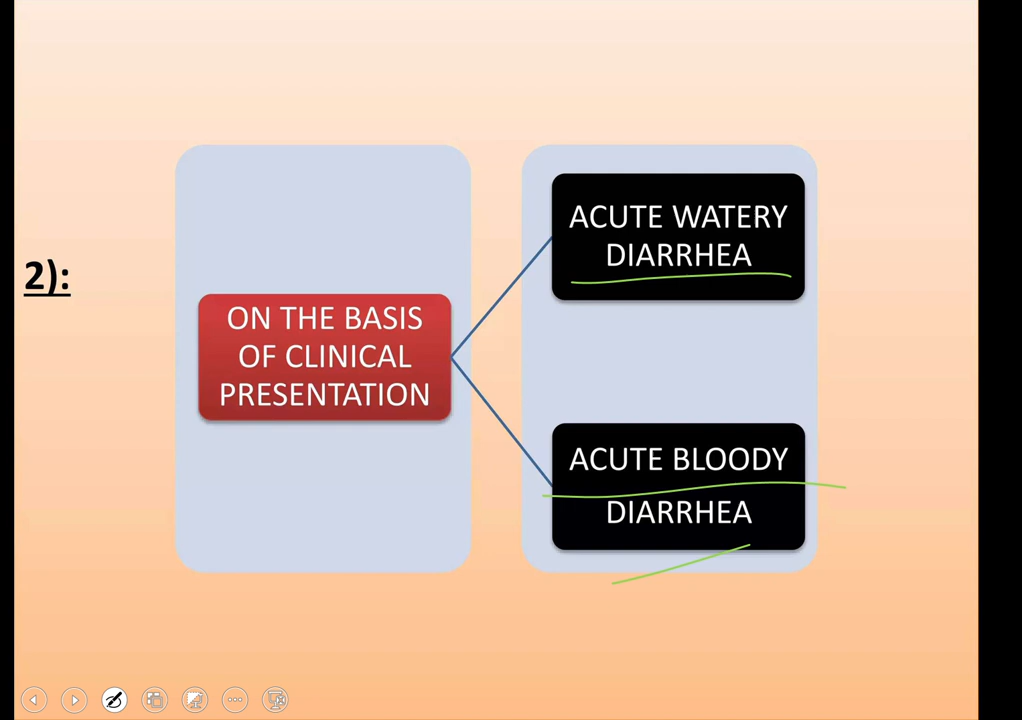 2):
ON THE BASIS
OF CLINICAL
PRESENTATION
ACUTE WATERY
DIARRHEA
ACUTE BLOODY
DIARRHEA